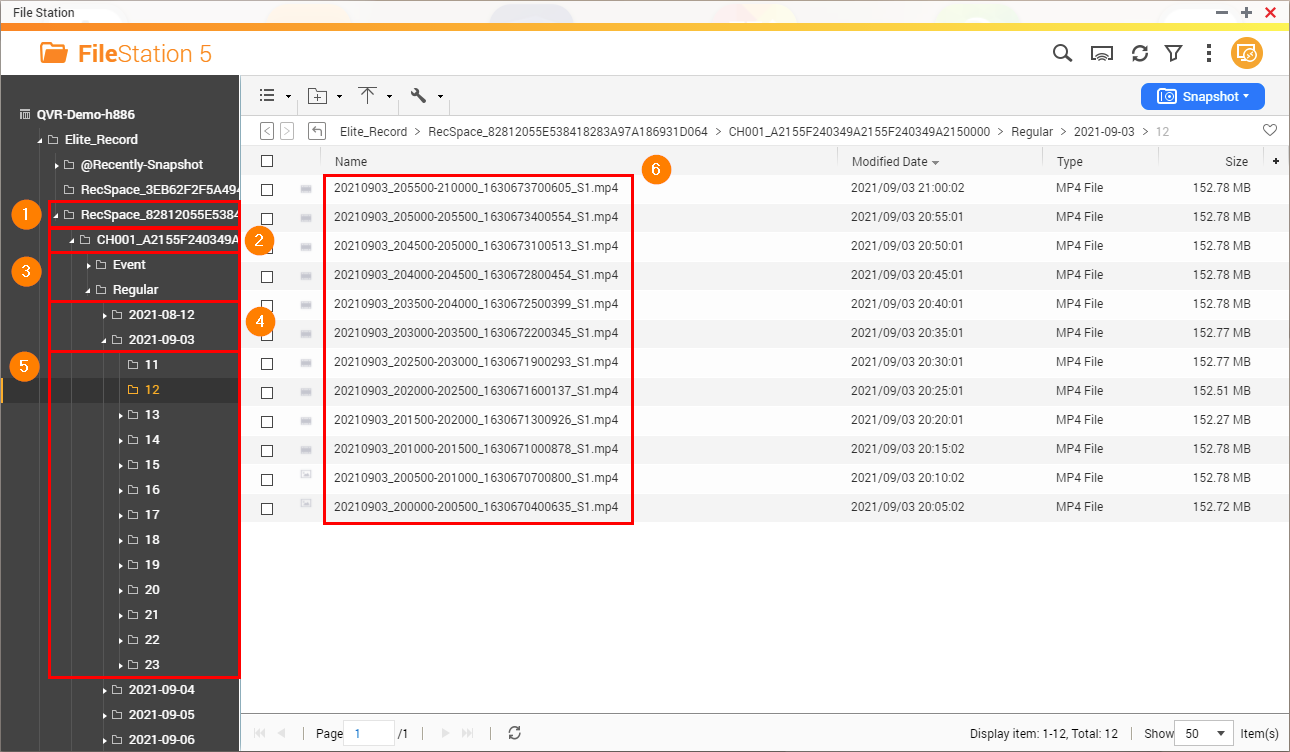 File Station
FileStation 5
QVR-Demo-h886
Elite_Record
@Recently-Snapshot
RecSpace_3EB62F2F5A494
1
RecSpace_82812055E5384
CH001_A2155F240349A
2
3
Event
Regular
2021-08-12
4
2021-09-03
5
11
12
13
14
15
16
17
18
19
20
21
22
23
2021-09-04
2021-09-05
2021-09-06
Snapshot
Elite_Record > RecSpace_82812055E538418283A97A186931D064 > CH001_A2155F240349A2155F240349A2150000 > Regular > 2021-09-03 > 12
Name Modified Date Type Size +
6
20210903_205500-210000_1630673700605_S1.mp4 2021/09/03 21:00:02 MP4 File 152.78 MB
20210903_205000-205500_1630673400554_S1.mp4 2021/09/03 20:55:01 MP4 File 152.78 MB
20210903_204500-205000_1630673100513_S1.mp4 2021/09/03 20:50:01 MP4 File 152.78 MB
20210903_204000-204500_1630672800454_S1.mp4 2021/09/03 20:45:01 MP4 File 152.78 MB
20210903_203500-204000_1630672500399_S1.mp4 2021/09/03 20:40:01 MP4 File 152.78 MB
20210903_203000-203500_1630672200345_S1.mp4 2021/09/03 20:35:01 MP4 File 152.77 MB
20210903_202500-203000_1630671900293_S1.mp4 2021/09/03 20:30:01 MP4 File 152.77 MB
20210903_202000-202500_1630671600137_S1.mp4 2021/09/03 20:25:01 MP4 File 152.51 MB
20210903_201500-202000_1630671300926_S1.mp4 2021/09/03 20:20:01 MP4 File 152.27 MB
20210903_201000-201500_1630671000878_S1.mp4 2021/09/03 20:15:02 MP4 File 152.78 MB
20210903_200500-201000_1630670700800_S1.mp4 2021/09/03 20:10:02 MP4 File 152.78 MB
20210903_200000-200500_1630670400635_S1.mp4 2021/09/03 20:05:02 MP4 File 152.72 MB
Page 1 /1 Display item: 1-12, Total: 12 Show 50 Item(s)